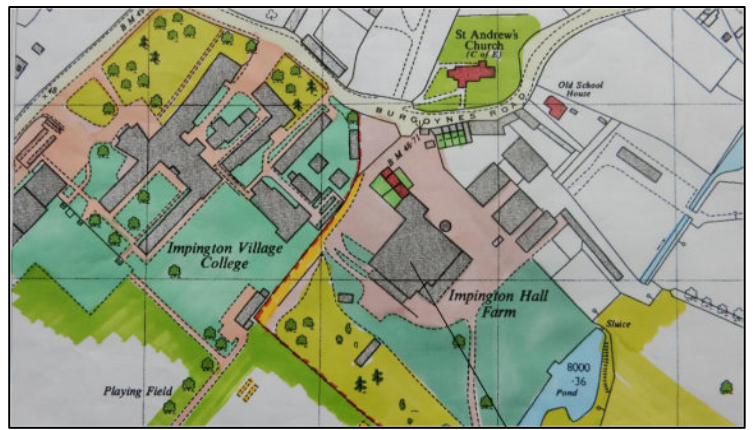 B M 49
St Andrew's
Church
(C of E)
Old School
House
BURGOYNES ROAD
Impington Village
College
Impington Hall
Farm
Sluice
8000
·36
Pond
Playing Field